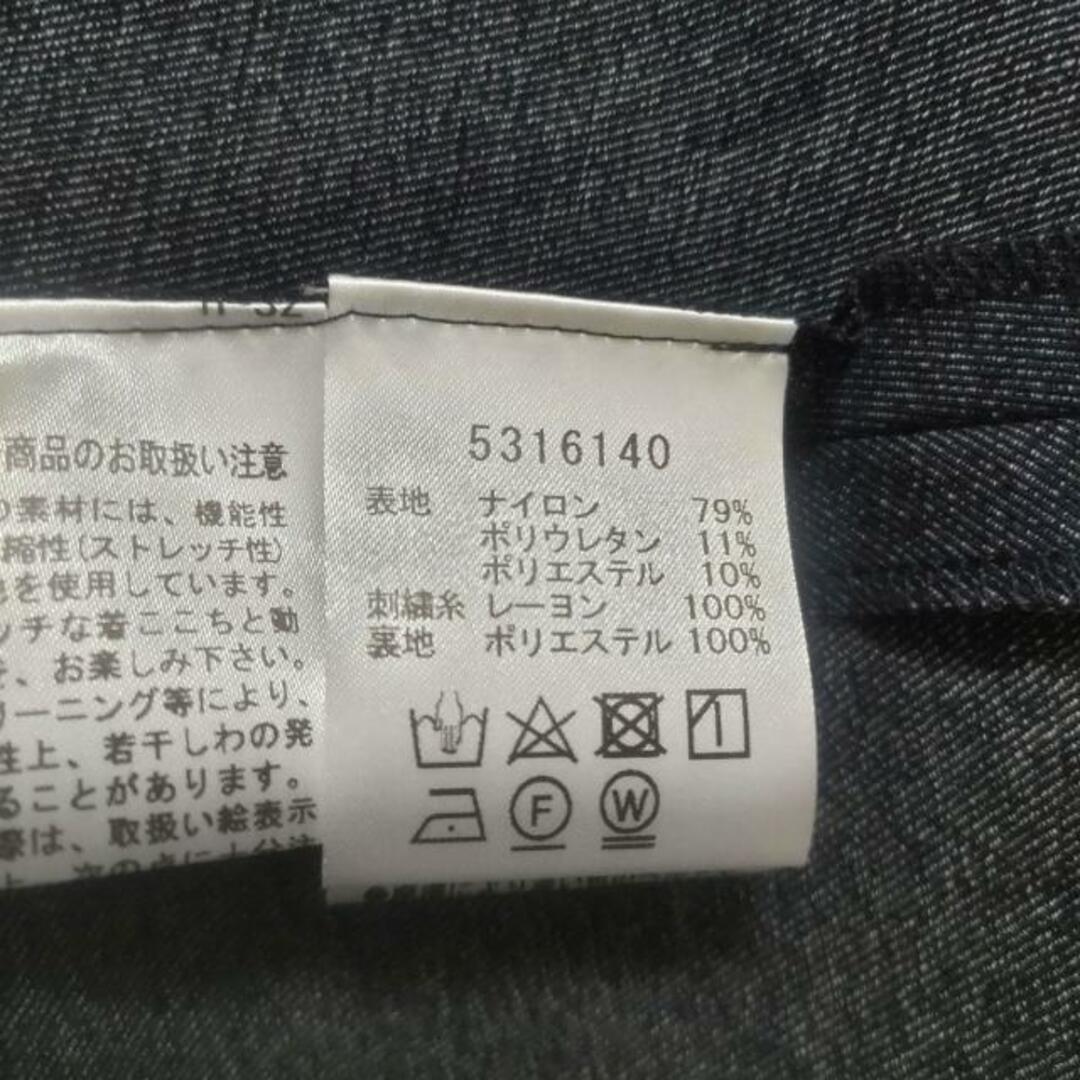 商品のお取扱い注意
の素材には、機能性
縮性(ストレッチ性)
を使用しています。
ッチな着ここちと動
、お楽しみ下さい。
リーニング等により、
性上、若干しわの発
ることがあります。
際は、取扱い絵表示
5316140
表地 ナイロン 79%
ポリウレタン 11%
ポリエステル 10%
刺繍糸 レーヨン 100%
裏地 ポリエステル 100%
F W